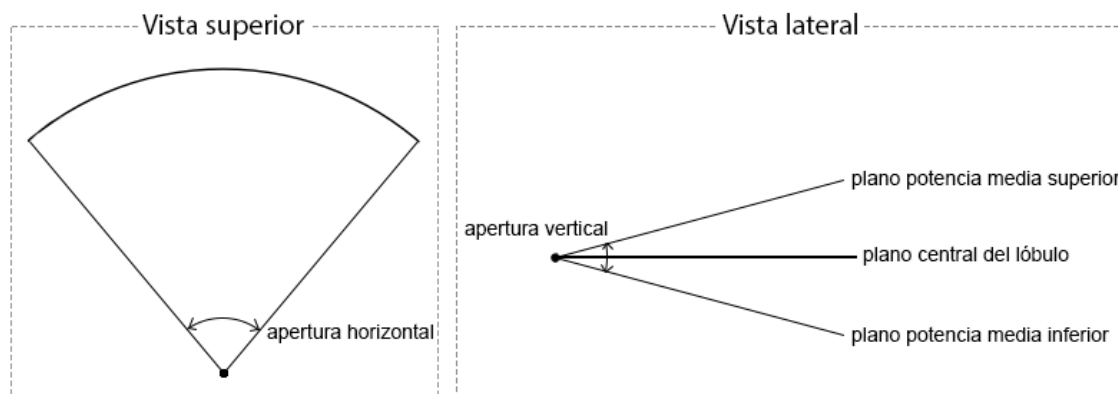 Vista superior
apertura horizontal
Vista lateral
plano potencia media superior
apertura vertical
plano central del lóbulo
plano potencia media inferior